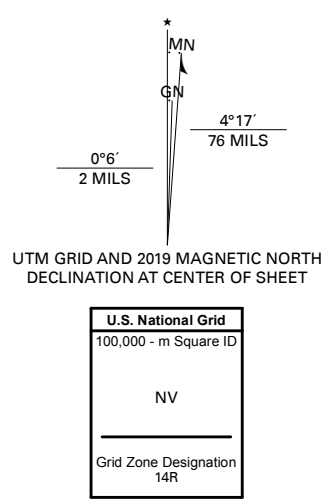 ★
MN
GN
4°17´
76 MILS
0°6´
2 MILS
UTM GRID AND 2019 MAGNETIC NORTH
DECLINATION AT CENTER OF SHEET
U.S. National Grid
100,000 - m Square ID
NV
Grid Zone Designation
14R